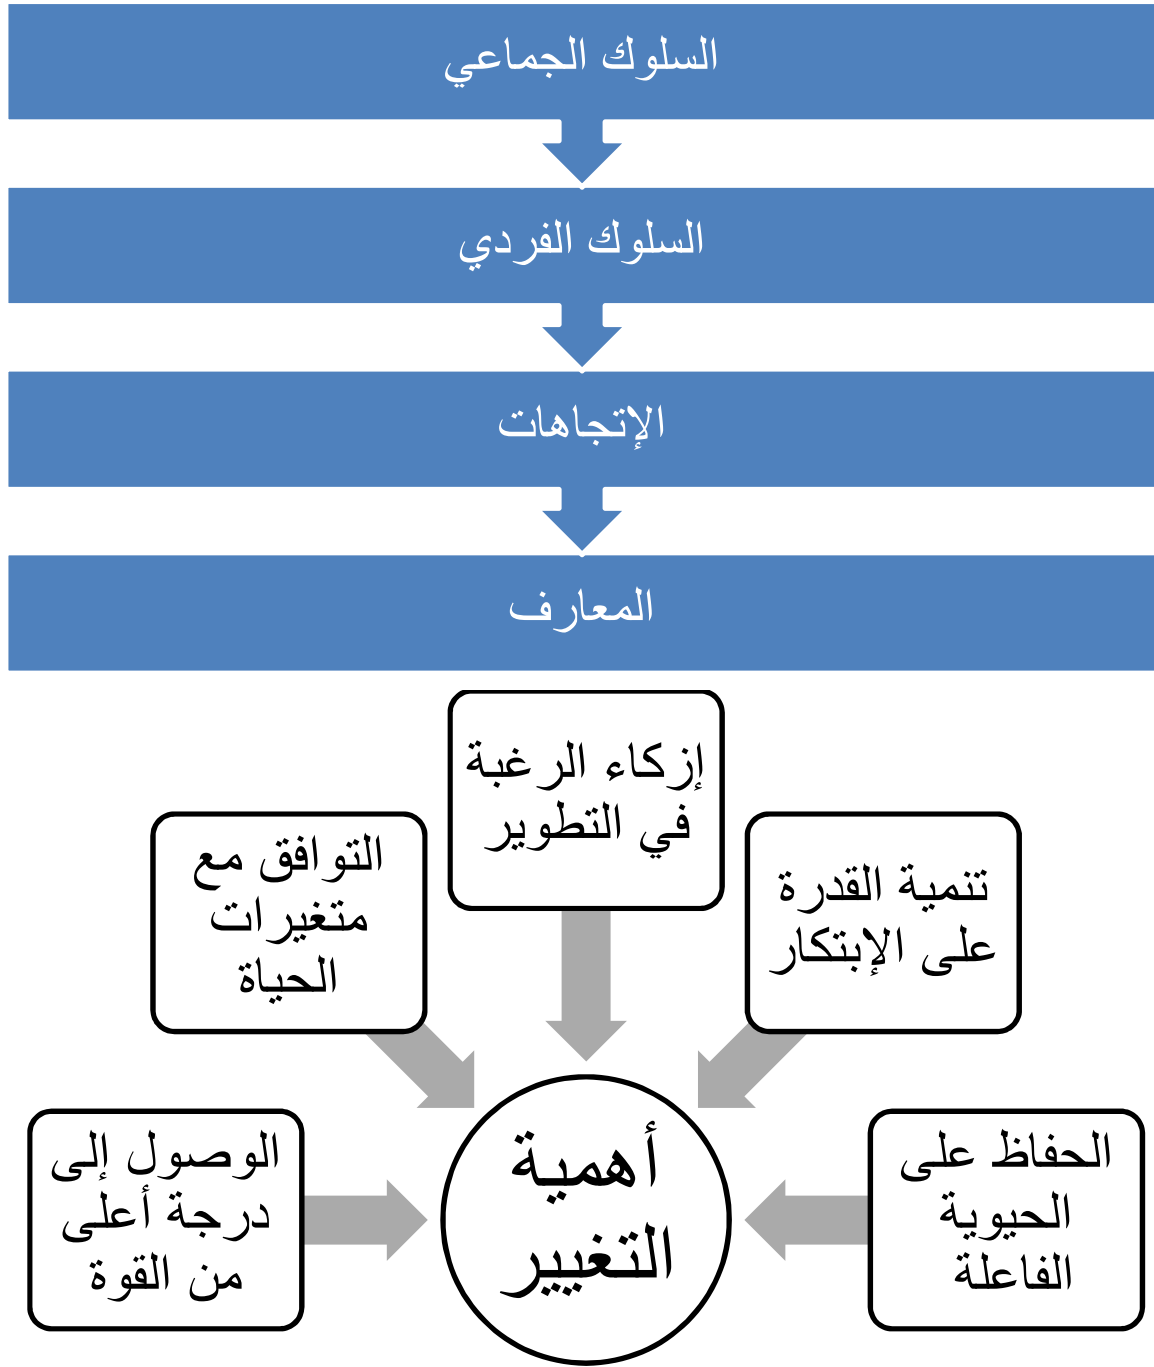 السلوك الجماعي
السلوك الفردي
الإتجاهات
المعارف
إزكاء الرغبة
في التطوير
تنمية القدرة
على الإبتكار
التوافق مع
متغيرات
الحياة
الحفاظ على
الحيوية
الفاعلة
الوصول إلى
درجة أعلى
من القوة
أهمية
التغيير